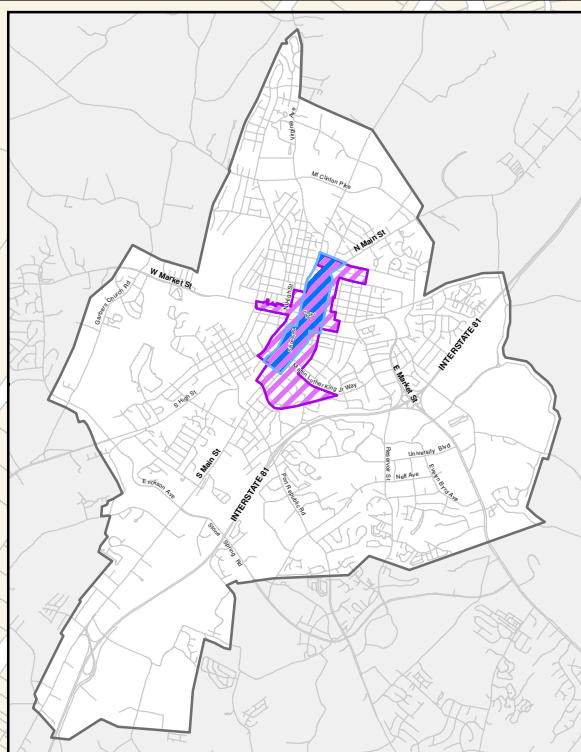 Virginia Ave
Mt Clinton Pike
N Main St
W Market St
Garbers Church Rd
N High St
INTERSTATE 81
E Market St
Martin Luther King Jr Way
S High St
S Main St
University Blvd
Reservoir St
Neff Ave
Evelyn Byrd Ave
Erickson Ave
INTERSTATE 81
Port Republic Rd
Stone Spring Rd